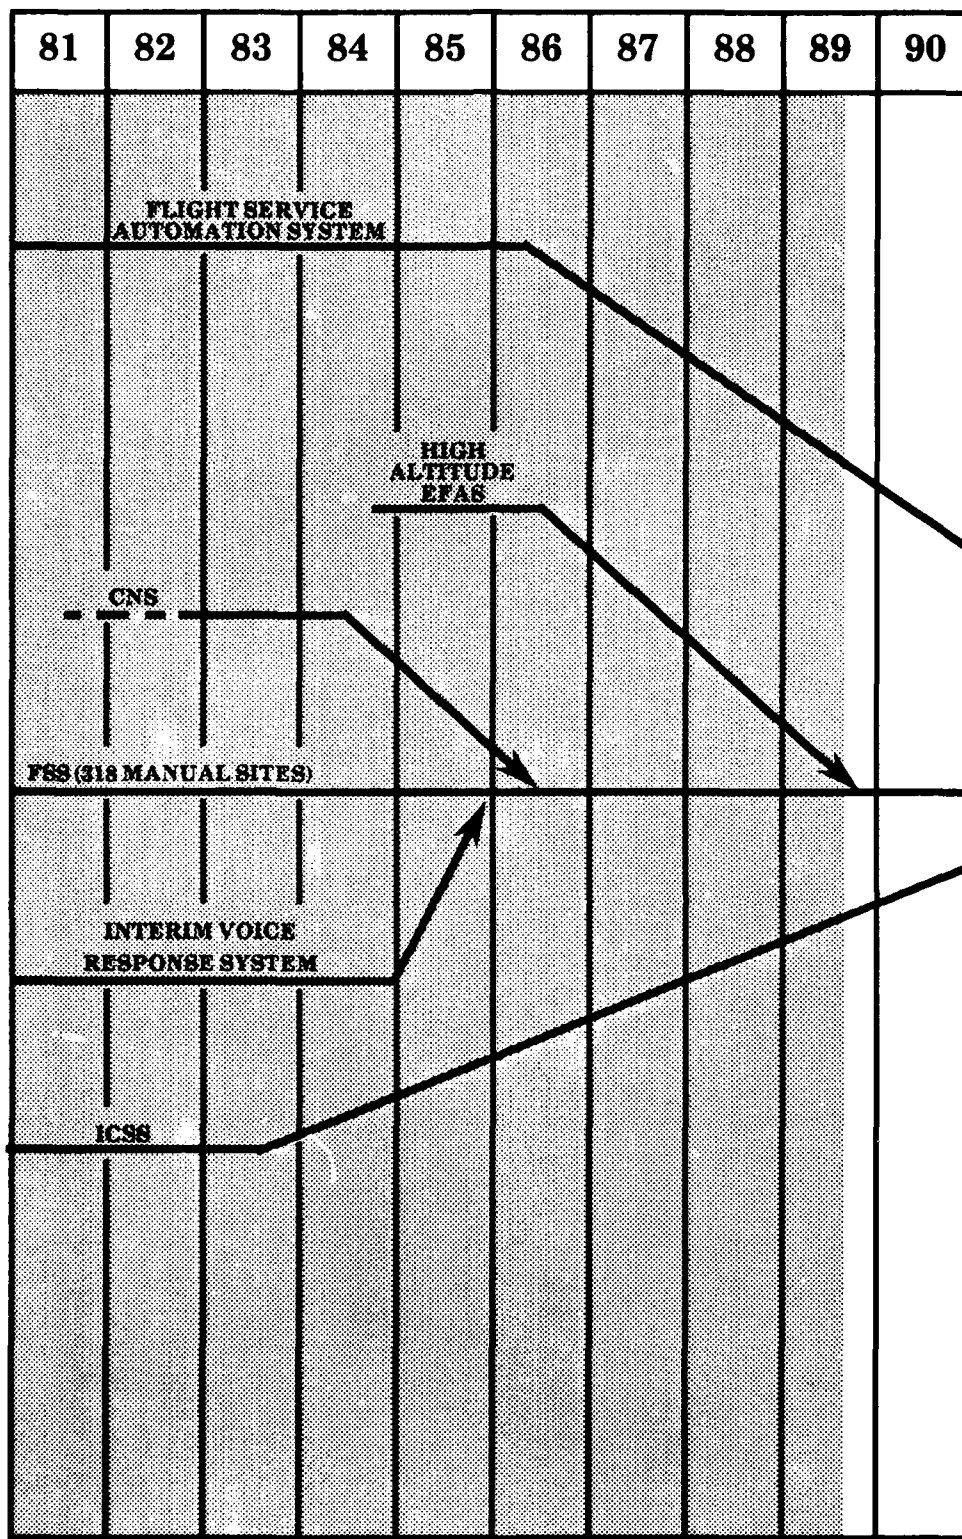 81 82 83 84 85 86 87 88 89 90
FLIGHT SERVICE
AUTOMATION SYSTEM
HIGH
ALTITUDE
EFAS
CNS
FSS (318 MANUAL SITES)
INTERIM VOICE
RESPONSE SYSTEM
ICSS